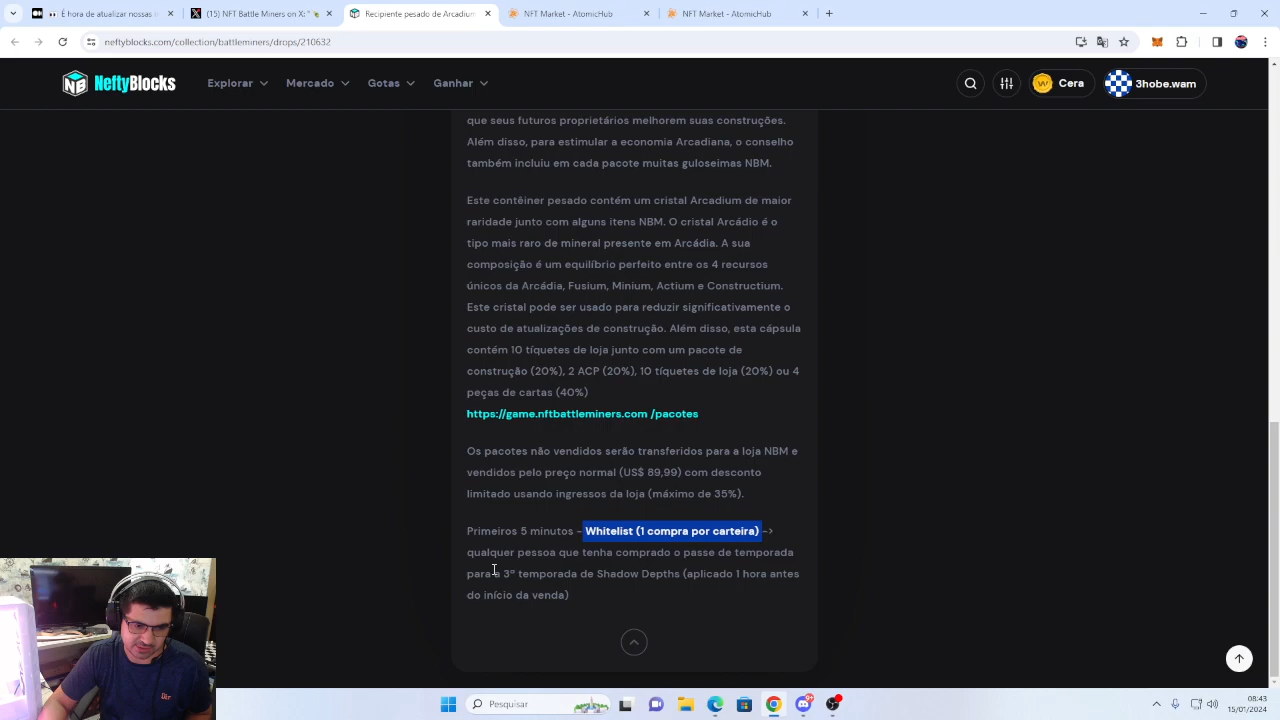 É hora de atualizar nossas in
(15) NFT Battle Miners on X: "
Recipiente pesado de Arcadium
NFT Market - AtomicHub
NFT Market - AtomicHub
neftyblocks.com/collection/battleminers/drops/210632
NeftyBlocks
Explorar
Mercado
Gotas
Ganhar
Cera
3hobe.wam
que seus futuros proprietários melhorem suas construções.
Além disso, para estimular a economia Arcadiana, o conselho
também incluiu em cada pacote muitas guloseimas NBM.
Este contêiner pesado contém um cristal Arcadium de maior
raridade junto com alguns itens NBM. O cristal Arcádio é o
tipo mais raro de mineral presente em Arcádia. A sua
composição é um equilíbrio perfeito entre os 4 recursos
únicos da Arcádia, Fusium, Minium, Actium e Constructium.
Este cristal pode ser usado para reduzir significativamente o
custo de atualizações de construção. Além disso, esta cápsula
contém 10 tíquetes de loja junto com um pacote de
construção (20%), 2 ACP (20%), 10 tíquetes de loja (20%) ou 4
peças de cartas (40%)
https://game.nftbattleminers.com /pacotes
Os pacotes não vendidos serão transferidos para a loja NBM e
vendidos pelo preço normal (US$ 89,99) com desconto
limitado usando ingressos da loja (máximo de 35%).
Primeiros 5 minutos - Whitelist (1 compra por carteira) ->
qualquer pessoa que tenha comprado o passe de temporada
para a 3ª temporada de Shadow Depths (aplicado 1 hora antes
do início da venda)
Pesquisar
08:43
15/01/2024